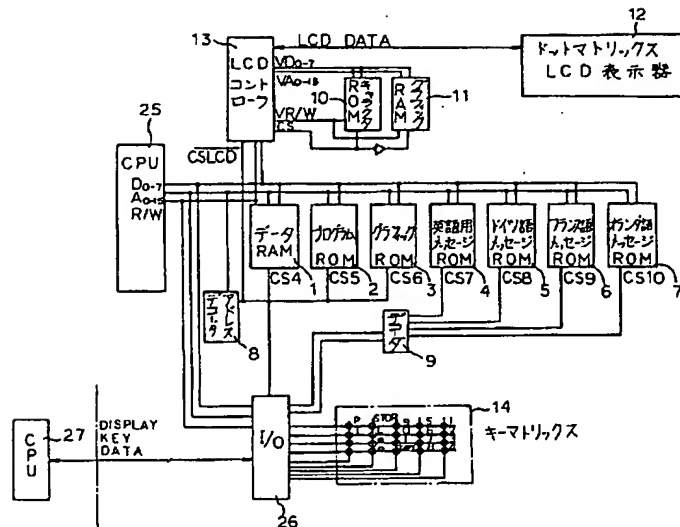 12
13
LCD DATA
ドットマトリックス
LCD 表示器
LCD
コント
ローラ
VD0-7
VA0-15
VR/W
CS
10
キャラクタ
ROM
グラフィック
RAM
11
25
CPU
D0-7
A0-15
R/W
CSLCD
データ
RAM
プログラム
ROM
グラフィック
ROM
英語用
メッセージ
ROM
ドイツ語
メッセージ
ROM
フランス語
メッセージ
ROM
オランダ語
メッセージ
ROM
CS4
1
CS5
2
CS6
3
CS7
4
CS8
5
CS9
6
CS10
7
アドレス
デコーダ
8
デコーダ
9
14
27
CPU
DISPLAY
KEY
DATA
I/O
26
P
STOP
キーマトリックス